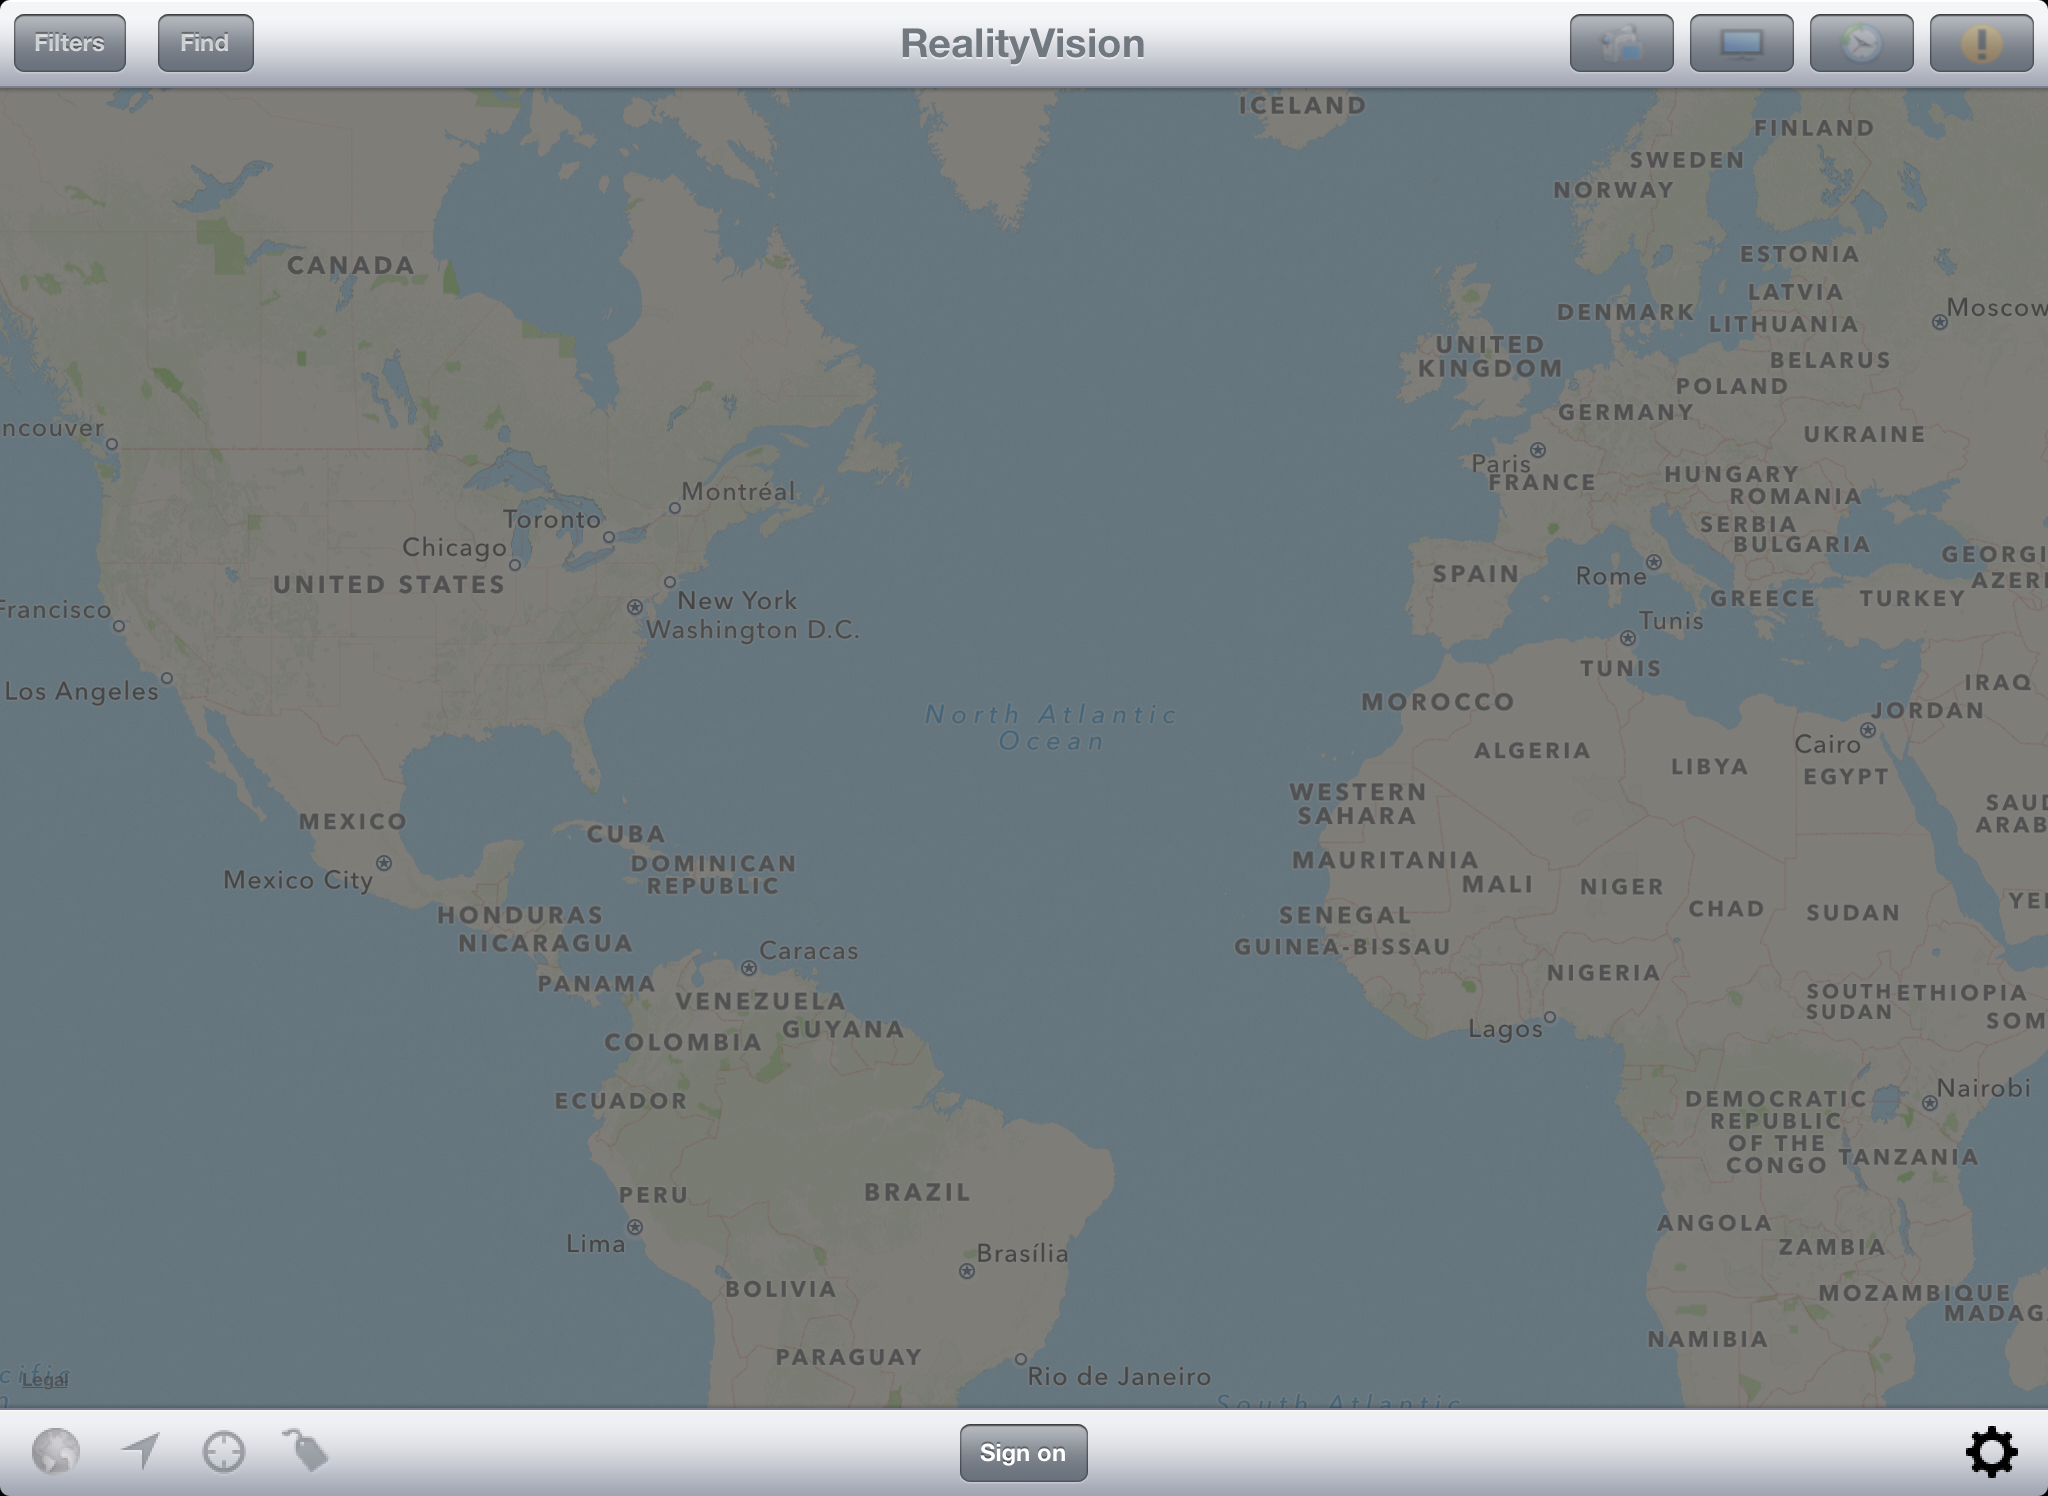 Filters
Find
RealityVision
ICELAND
FINLAND
SWEDEN
NORWAY
ESTONIA
CANADA
LATVIA
DENMARK
LITHUANIA
Moscow
UNITED
KINGDOM
BELARUS
POLAND
GERMANY
ncouver
UKRAINE
Paris
FRANCE
HUNGARY
ROMANIA
Montréal
Toronto
SERBIA
BULGARIA
Chicago
GEORGI
UNITED STATES
SPAIN
Rome
AZER
New York
GREECE
TURKEY
Francisco
Tunis
Washington D.C.
TUNIS
IRAQ
Los Angeles
MOROCCO
JORDAN
North Atlantic
Ocean
ALGERIA
Cairo
LIBYA
EGYPT
WESTERN
SAHARA
SAUD
ARAB
MEXICO
CUBA
DOMINICAN
REPUBLIC
MAURITANIA
Mexico City
MALI
NIGER
YE
CHAD
SUDAN
HONDURAS
SENEGAL
NICARAGUA
GUINEA-BISSAU
Caracas
NIGERIA
PANAMA
VENEZUELA
SOUTH
SUDAN
ETHIOPIA
GUYANA
SOM
Lagos
COLOMBIA
Nairobi
ECUADOR
DEMOCRATIC
REPUBLIC
OF THE
CONGO
TANZANIA
PERU
BRAZIL
ANGOLA
Lima
ZAMBIA
Brasília
BOLIVIA
MOZAMBIQUE
MADAG
NAMIBIA
PARAGUAY
Rio de Janeiro
cific
Legal
South Atlantic
Sign on